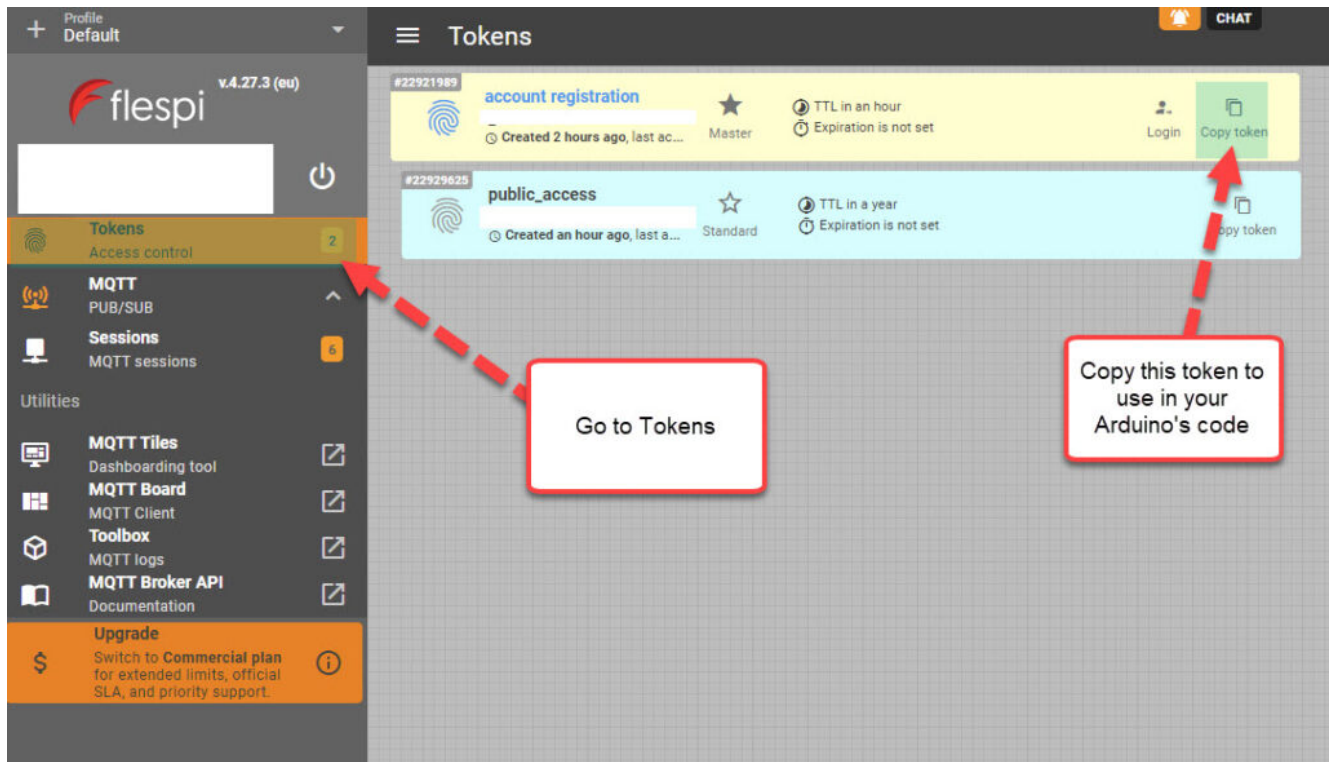 Profile
Default
flespi
v.4.27.3 (eu)
Tokens
Access control
2
MQTT
PUB/SUB
Sessions
MQTT sessions
6
Utilities
MQTT Tiles
Dashboarding tool
MQTT Board
MQTT Client
Toolbox
MQTT logs
MQTT Broker API
Documentation
Upgrade
Switch to Commercial plan
for extended limits, official
SLA, and priority support.
Tokens
CHAT
#22921989
account registration
Created 2 hours ago, last ac...
Master
TTL in an hour
Expiration is not set
Login
Copy token
#22929625
public_access
Created an hour ago, last a...
Standard
TTL in a year
Expiration is not set
opy token
Go to Tokens
Copy this token to
use in your
Arduino's code